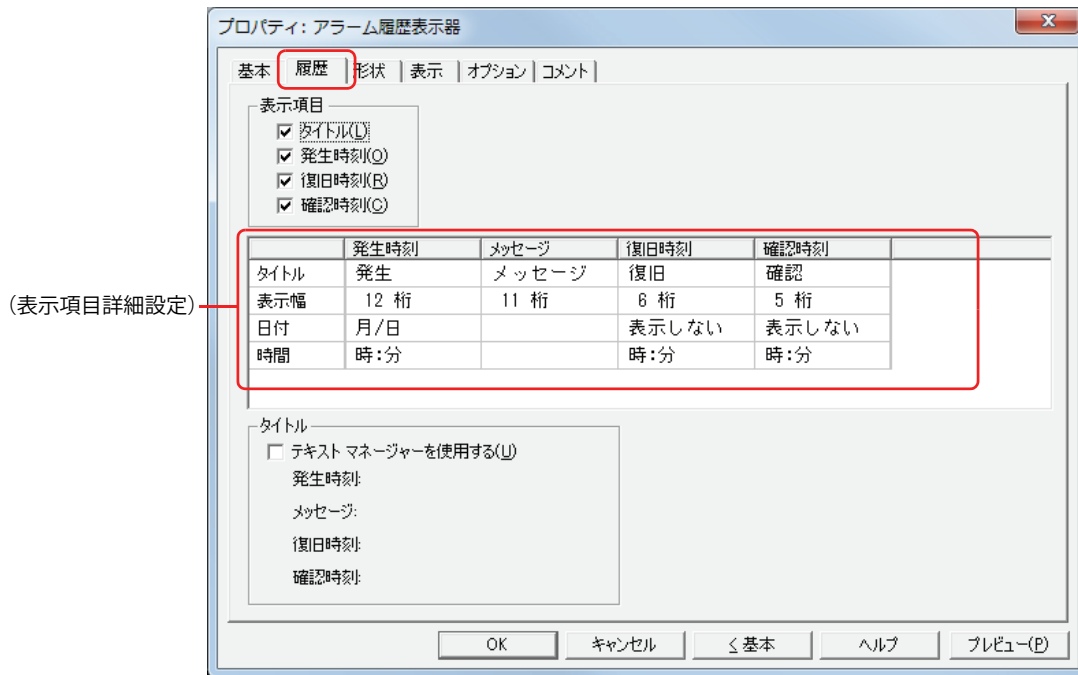 プロパティ: アラーム履歴表示器
基本 履歴 形状 表示 オプション コメント
表示項目
タイトル(L)
発生時刻(O)
復旧時刻(R)
確認時刻(C)
発生時刻 メッセージ 復旧時刻 確認時刻
タイトル 発生 メッセージ 復旧 確認
(表示項目詳細設定)
表示幅 12 桁 11 桁 6 桁 5 桁
日付 月/日 表示しない 表示しない
時間 時:分 時:分 時:分
タイトル
テキスト マネージャーを使用する(U)
発生時刻:
メッセージ:
復旧時刻:
確認時刻:
OK キャンセル < 基本 ヘルプ プレビュー(P)